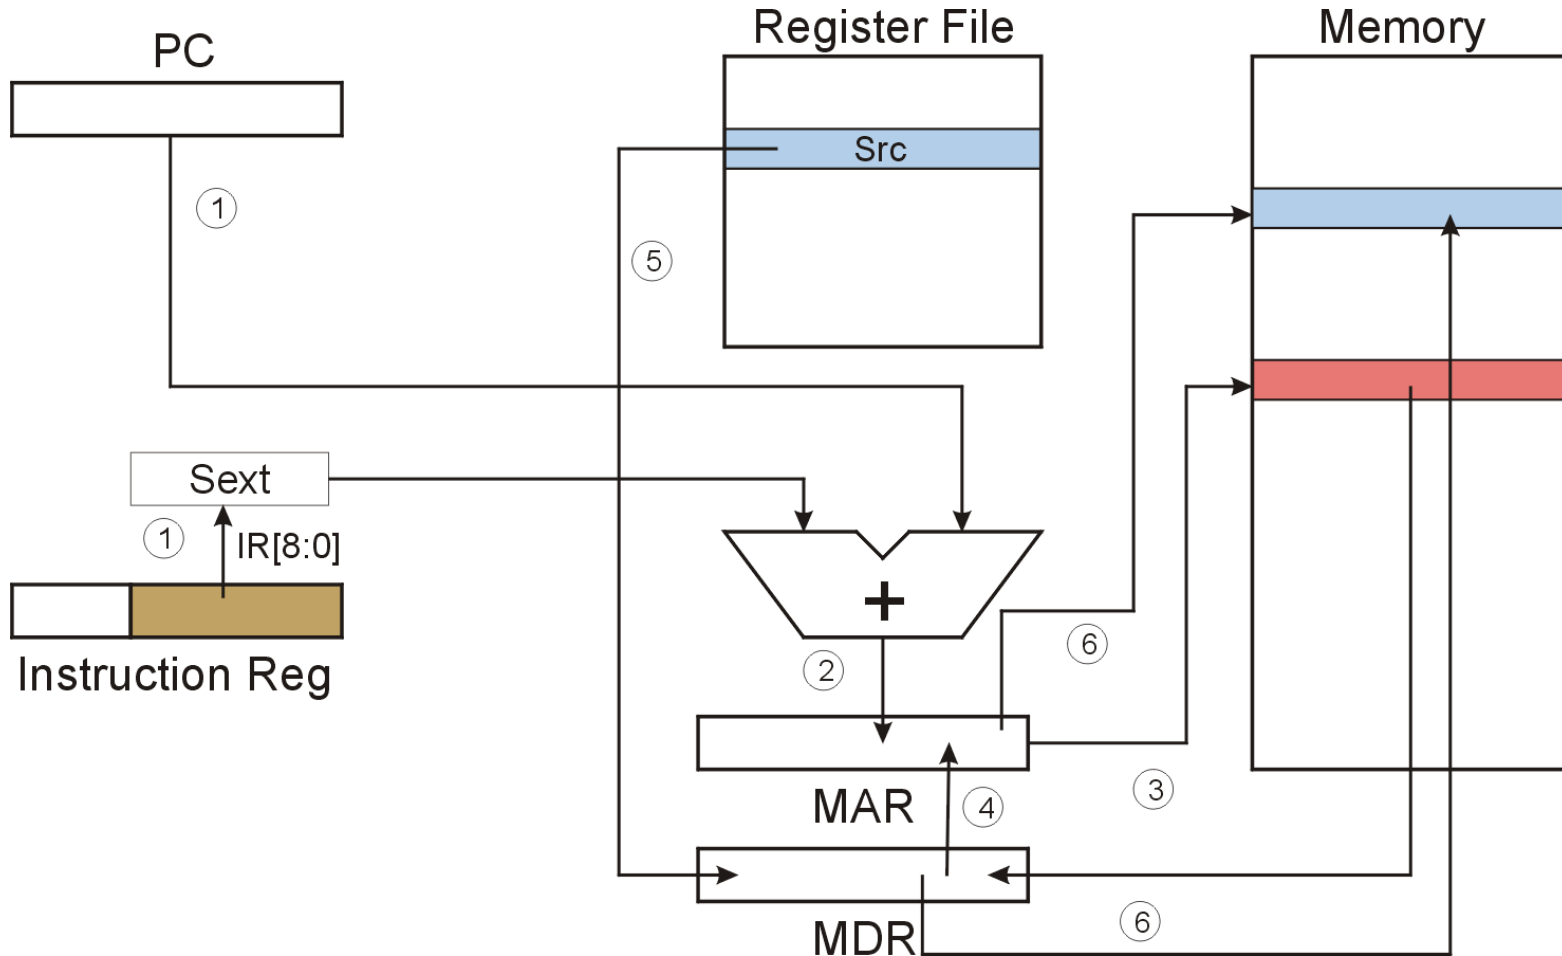 PC
Register File
Memory
Src
1
5
Sext
1
IR[8:0]
+
Instruction Reg
2
6
3
MAR
4
MDR
6